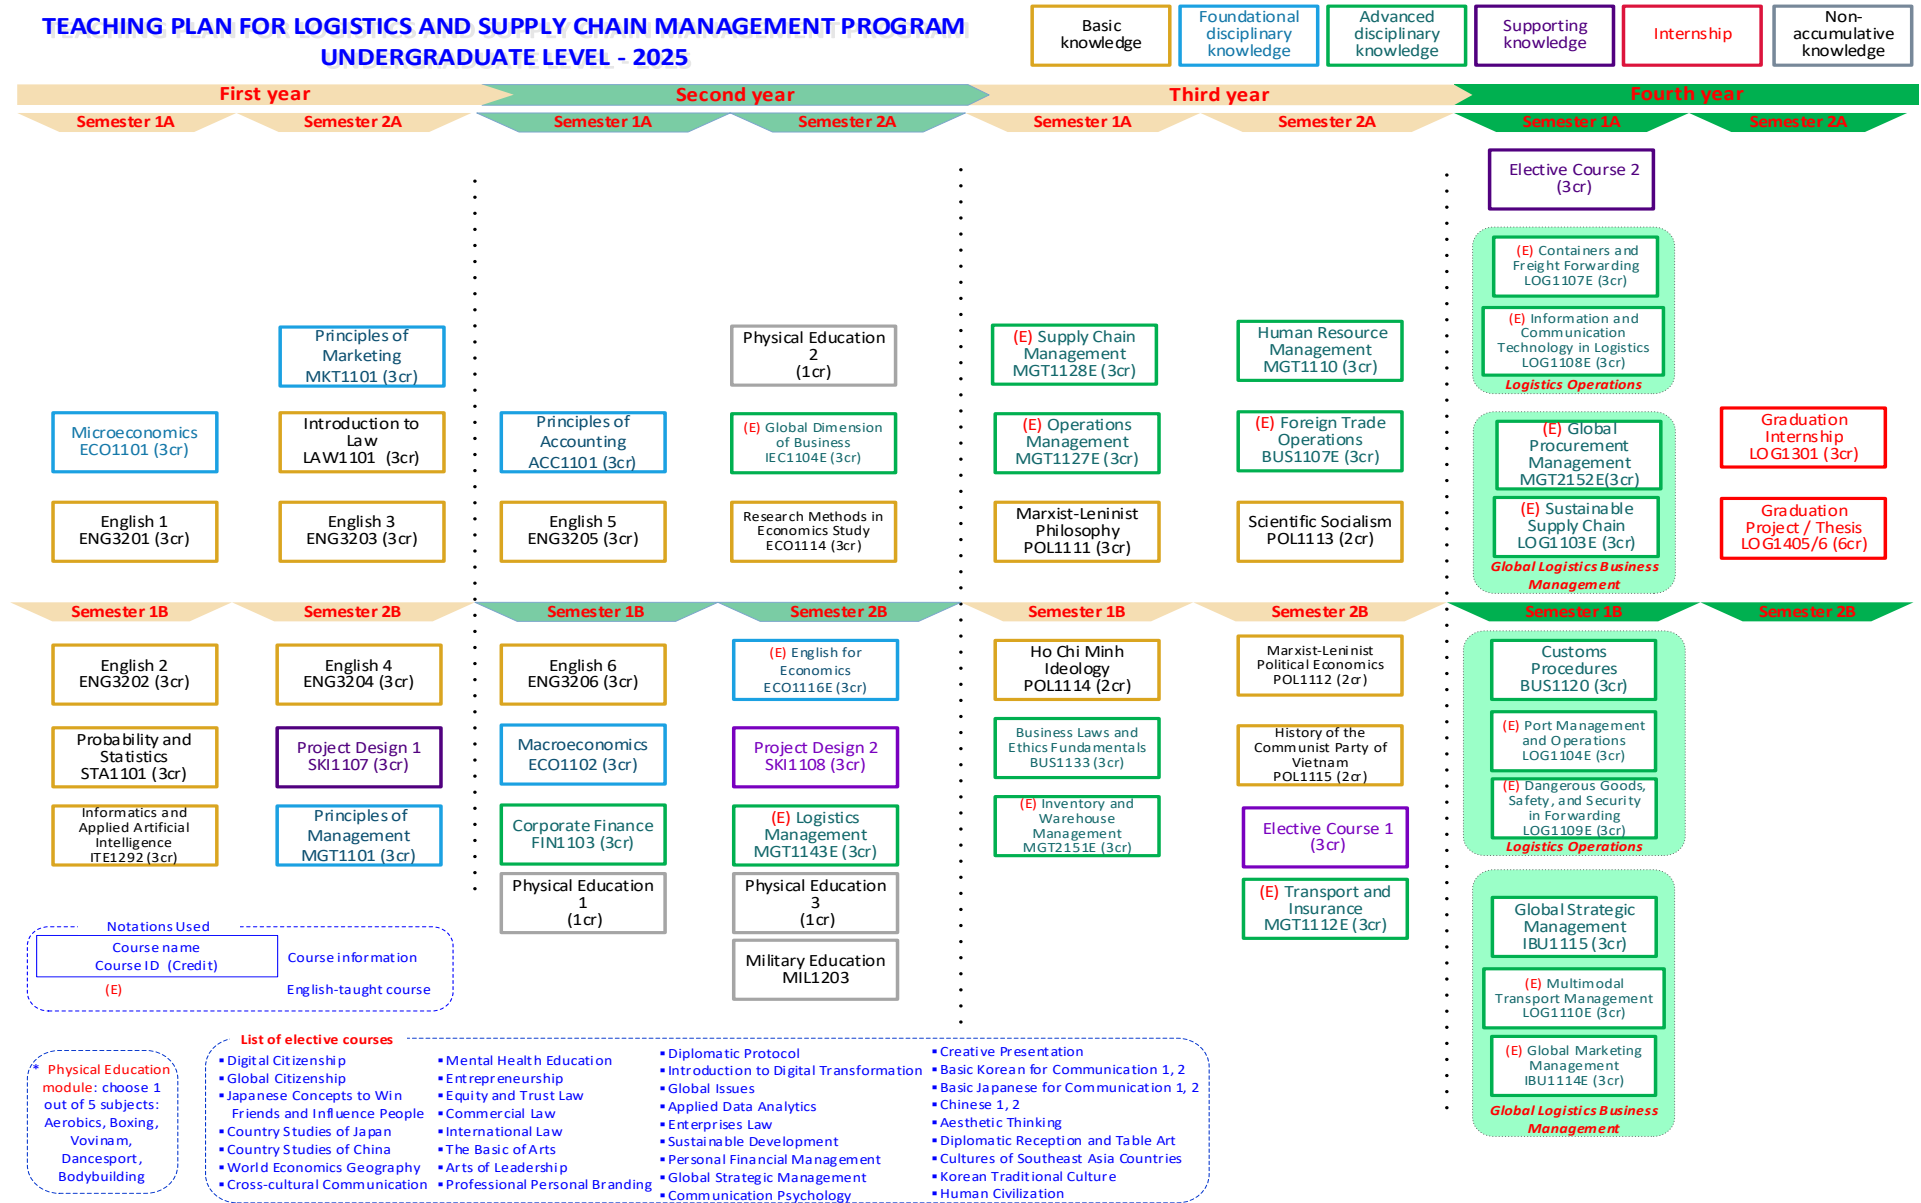 TEACHING PLAN FOR LOGISTICS AND SUPPLY CHAIN MANAGEMENT PROGRAM
UNDERGRADUATE LEVEL - 2025
Basic
knowledge
Foundational
disciplinary
knowledge
Advanced
disciplinary
knowledge
Supporting
knowledge
Internship
Non-
accumulative
knowledge
First year
Second year
Third year
Fourth year
Semester 1A
Semester 2A
Semester 1A
Semester 2A
Semester 1A
Semester 2A
Semester 1A
Semester 2A
Microeconomics
ECO1101 (3cr)
English 1
ENG3201 (3cr)
Principles of
Marketing
MKT1101 (3cr)
Introduction to
Law
LAW1101 (3cr)
English 3
ENG3203 (3cr)
Principles of
Accounting
ACC1101 (3cr)
English 5
ENG3205 (3cr)
Physical Education
2
(1cr)
(E) Global Dimension
of Business
IEC1104E (3cr)
Research Methods in
Economics Study
ECO1114 (3cr)
(E) Supply Chain
Management
MGT1128E (3cr)
(E) Operations
Management
MGT1127E (3cr)
Marxist-Leninist
Philosophy
POL1111 (3cr)
Human Resource
Management
MGT1110 (3cr)
(E) Foreign Trade
Operations
BUS1107E (3cr)
Scientific Socialism
POL1113 (2cr)
Elective Course 2
(3cr)
(E) Containers and
Freight Forwarding
LOG1107E (3cr)
(E) Information and
Communication
Technology in Logistics
LOG1108E (3cr)
Logistics Operations
(E) Global
Procurement
Management
MGT2152E(3cr)
(E) Sustainable
Supply Chain
LOG1103E (3cr)
Global Logistics Business
Management
Graduation
Internship
LOG1301 (3cr)
Graduation
Project / Thesis
LOG1405/6 (6cr)
Semester 1B
Semester 2B
Semester 1B
Semester 2B
Semester 1B
Semester 2B
Semester 1B
Semester 2B
English 2
ENG3202 (3cr)
Probability and
Statistics
STA1101 (3cr)
Informatics and
Applied Artificial
Intelligence
ITE1292 (3cr)
English 4
ENG3204 (3cr)
Project Design 1
SKI1107 (3cr)
Principles of
Management
MGT1101 (3cr)
English 6
ENG3206 (3cr)
Macroeconomics
ECO1102 (3cr)
Corporate Finance
FIN1103 (3cr)
Physical Education
1
(1cr)
(E) English for
Economics
ECO1116E (3cr)
Project Design 2
SKI1108 (3cr)
(E) Logistics
Management
MGT1143E (3cr)
Physical Education
3
(1cr)
Military Education
MIL1203
Ho Chi Minh
Ideology
POL1114 (2cr)
Business Laws and
Ethics Fundamentals
BUS1133 (3cr)
(E) Inventory and
Warehouse
Management
MGT2151E (3cr)
Marxist-Leninist
Political Economics
POL1112 (2cr)
History of the
Communist Party of
Vietnam
POL1115 (2cr)
Elective Course 1
(3cr)
(E) Transport and
Insurance
MGT1112E (3cr)
Customs
Procedures
BUS1120 (3cr)
(E) Port Management
and Operations
LOG1104E (3cr)
(E) Dangerous Goods,
Safety, and Security
in Forwarding
LOG1109E (3cr)
Logistics Operations
Global Strategic
Management
IBU1115 (3cr)
(E) Multimodal
Transport Management
LOG1110E (3cr)
(E) Global Marketing
Management
IBU1114E (3cr)
Global Logistics Business
Management
Notations Used
Course name
Course ID (Credit)
Course information
(E)
English-taught course
* Physical Education
module: choose 1
out of 5 subjects:
Aerobics, Boxing,
Vovinam,
Dancesport,
Bodybuilding
List of elective courses
▪ Digital Citizenship
▪ Global Citizenship
▪ Japanese Concepts to Win
Friends and Influence People
▪ Country Studies of Japan
▪ Country Studies of China
▪ World Economics Geography
▪ Cross-cultural Communication
▪ Mental Health Education
▪ Entrepreneurship
▪ Equity and Trust Law
▪ Commercial Law
▪ International Law
▪ The Basic of Arts
▪ Arts of Leadership
▪ Professional Personal Branding
▪ Diplomatic Protocol
▪ Introduction to Digital Transformation
▪ Global Issues
▪ Applied Data Analytics
▪ Enterprises Law
▪ Sustainable Development
▪ Personal Financial Management
▪ Global Strategic Management
▪ Communication Psychology
▪ Creative Presentation
▪ Basic Korean for Communication 1, 2
▪ Basic Japanese for Communication 1, 2
▪ Chinese 1, 2
▪ Aesthetic Thinking
▪ Diplomatic Reception and Table Art
▪ Cultures of Southeast Asia Countries
▪ Korean Traditional Culture
▪ Human Civilization